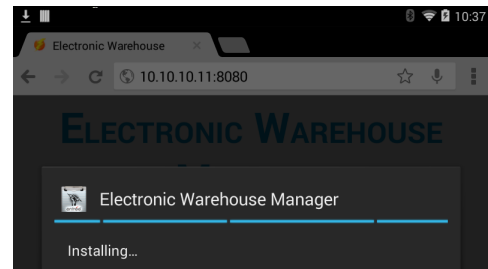 10:37
Electronic Warehouse
10.10.10.11:8080
ELECTRONIC WAREHOUSE
Electronic Warehouse Manager
Installing...